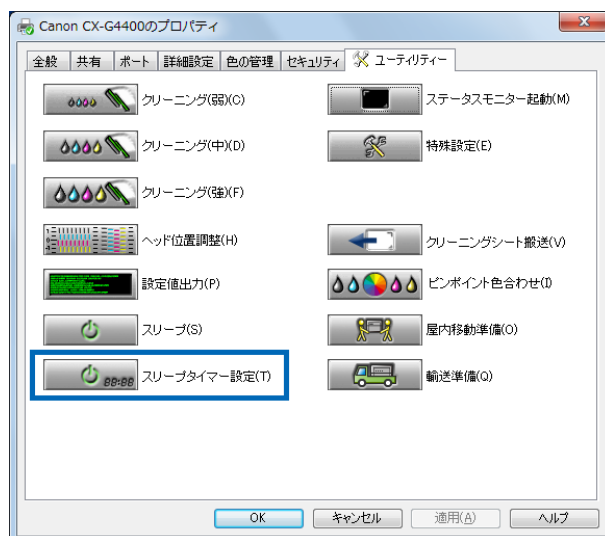 Canon CX-G4400のプロパティ
全般 共有 ポート 詳細設定 色の管理 セキュリティ ユーティリティー
クリーニング(弱)(C) ステータスモニター起動(M)
クリーニング(中)(D) 特殊設定(E)
クリーニング(強)(F)
ヘッド位置調整(H) クリーニングシート搬送(V)
設定値出力(P) ピンポイント色合わせ(I)
スリープ(S) 屋内移動準備(O)
88:88 スリープタイマー設定(T) 輸送準備(Q)
OK キャンセル 適用(A) ヘルプ